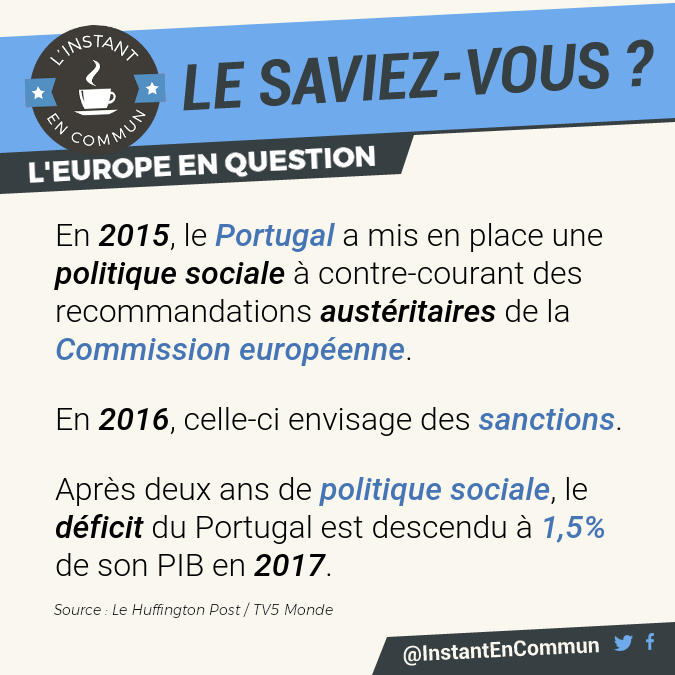 L'INSTANT
EN COMMUN
LE SAVIEZ-VOUS ?
L'EUROPE EN QUESTION
En 2015, le Portugal a mis en place une
politique sociale à contre-courant des
recommandations austéritaires de la
Commission européenne.
En 2016, celle-ci envisage des sanctions.
Après deux ans de politique sociale, le
déficit du Portugal est descendu à 1,5%
de son PIB en 2017.
Source : Le Huffington Post / TV5 Monde
@InstantEnCommun